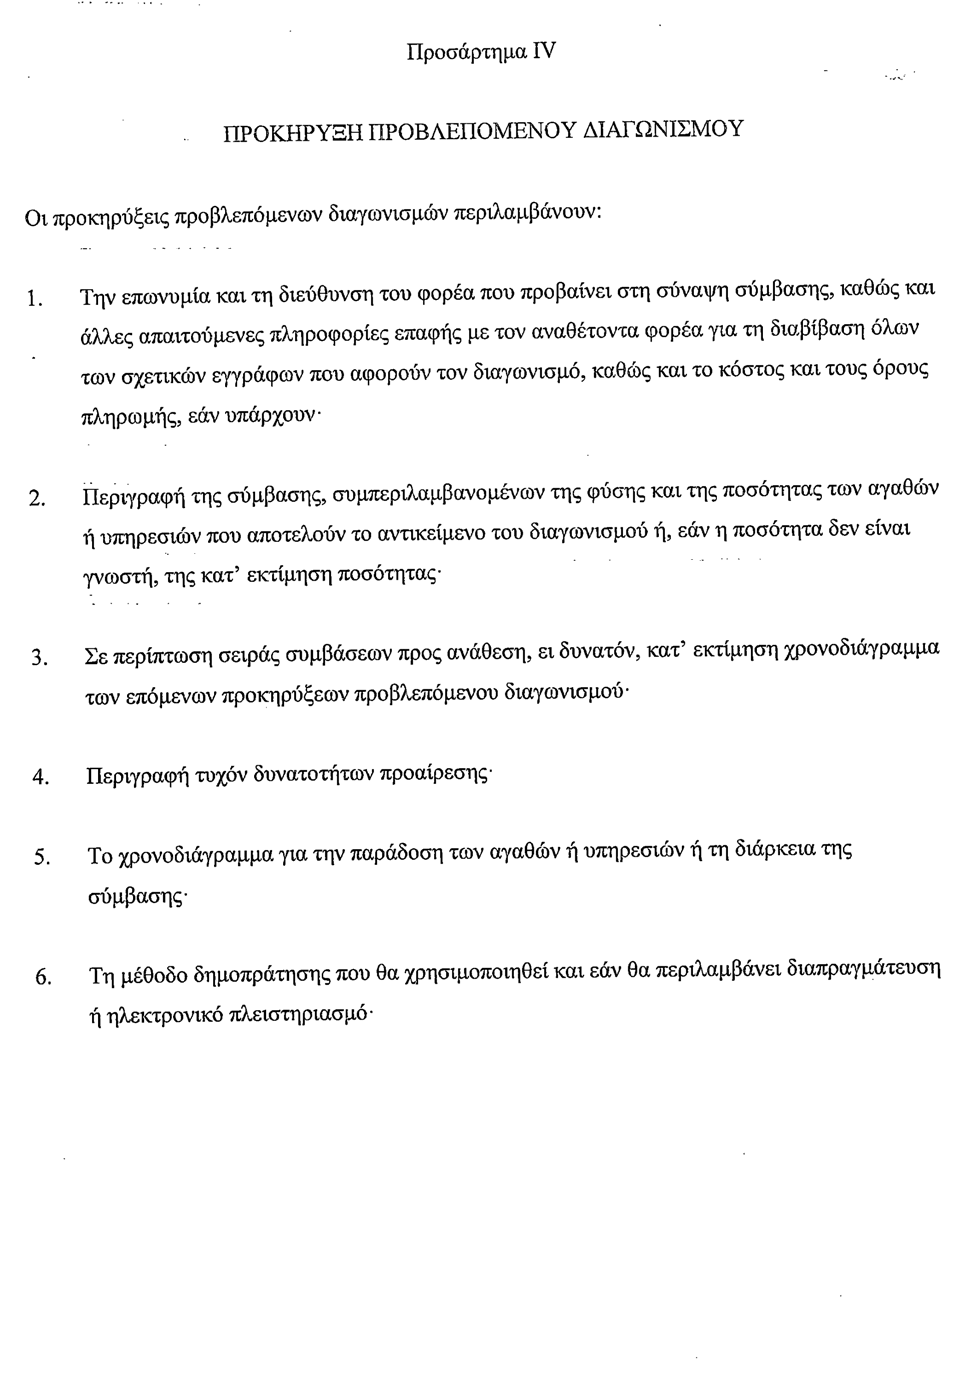 Προσάρτημα IV
ΠΡΟΚΗΡΥΞΗ ΠΡΟΒΛΕΠΟΜΕΝΟΥ ΔΙΑΓΩΝΙΣΜΟΥ
Οι προκηρύξεις προβλεπόμενων διαγωνισμών περιλαμβάνουν:
1. Την επωνυμία και τη διεύθυνση του φορέα που προβαίνει στη σύναψη σύμβασης, καθώς και
άλλες απαιτούμενες πληροφορίες επαφής με τον αναθέτοντα φορέα για τη διαβίβαση όλων
των σχετικών εγγράφων που αφορούν τον διαγωνισμό, καθώς και το κόστος και τους όρους
πληρωμής, εάν υπάρχουν·
2. Περιγραφή της σύμβασης, συμπεριλαμβανομένων της φύσης και της ποσότητας των αγαθών
ή υπηρεσιών που αποτελούν το αντικείμενο του διαγωνισμού ή, εάν η ποσότητα δεν είναι
γνωστή, της κατ’ εκτίμηση ποσότητας·
3. Σε περίπτωση σειράς συμβάσεων προς ανάθεση, ει δυνατόν, κατ’ εκτίμηση χρονοδιάγραμμα
των επόμενων προκηρύξεων προβλεπόμενου διαγωνισμού·
4. Περιγραφή τυχόν δυνατοτήτων προαίρεσης·
5. Το χρονοδιάγραμμα για την παράδοση των αγαθών ή υπηρεσιών ή τη διάρκεια της
σύμβασης·
6. Τη μέθοδο δημοπράτησης που θα χρησιμοποιηθεί και εάν θα περιλαμβάνει διαπραγμάτευση
ή ηλεκτρονικό πλειστηριασμό·